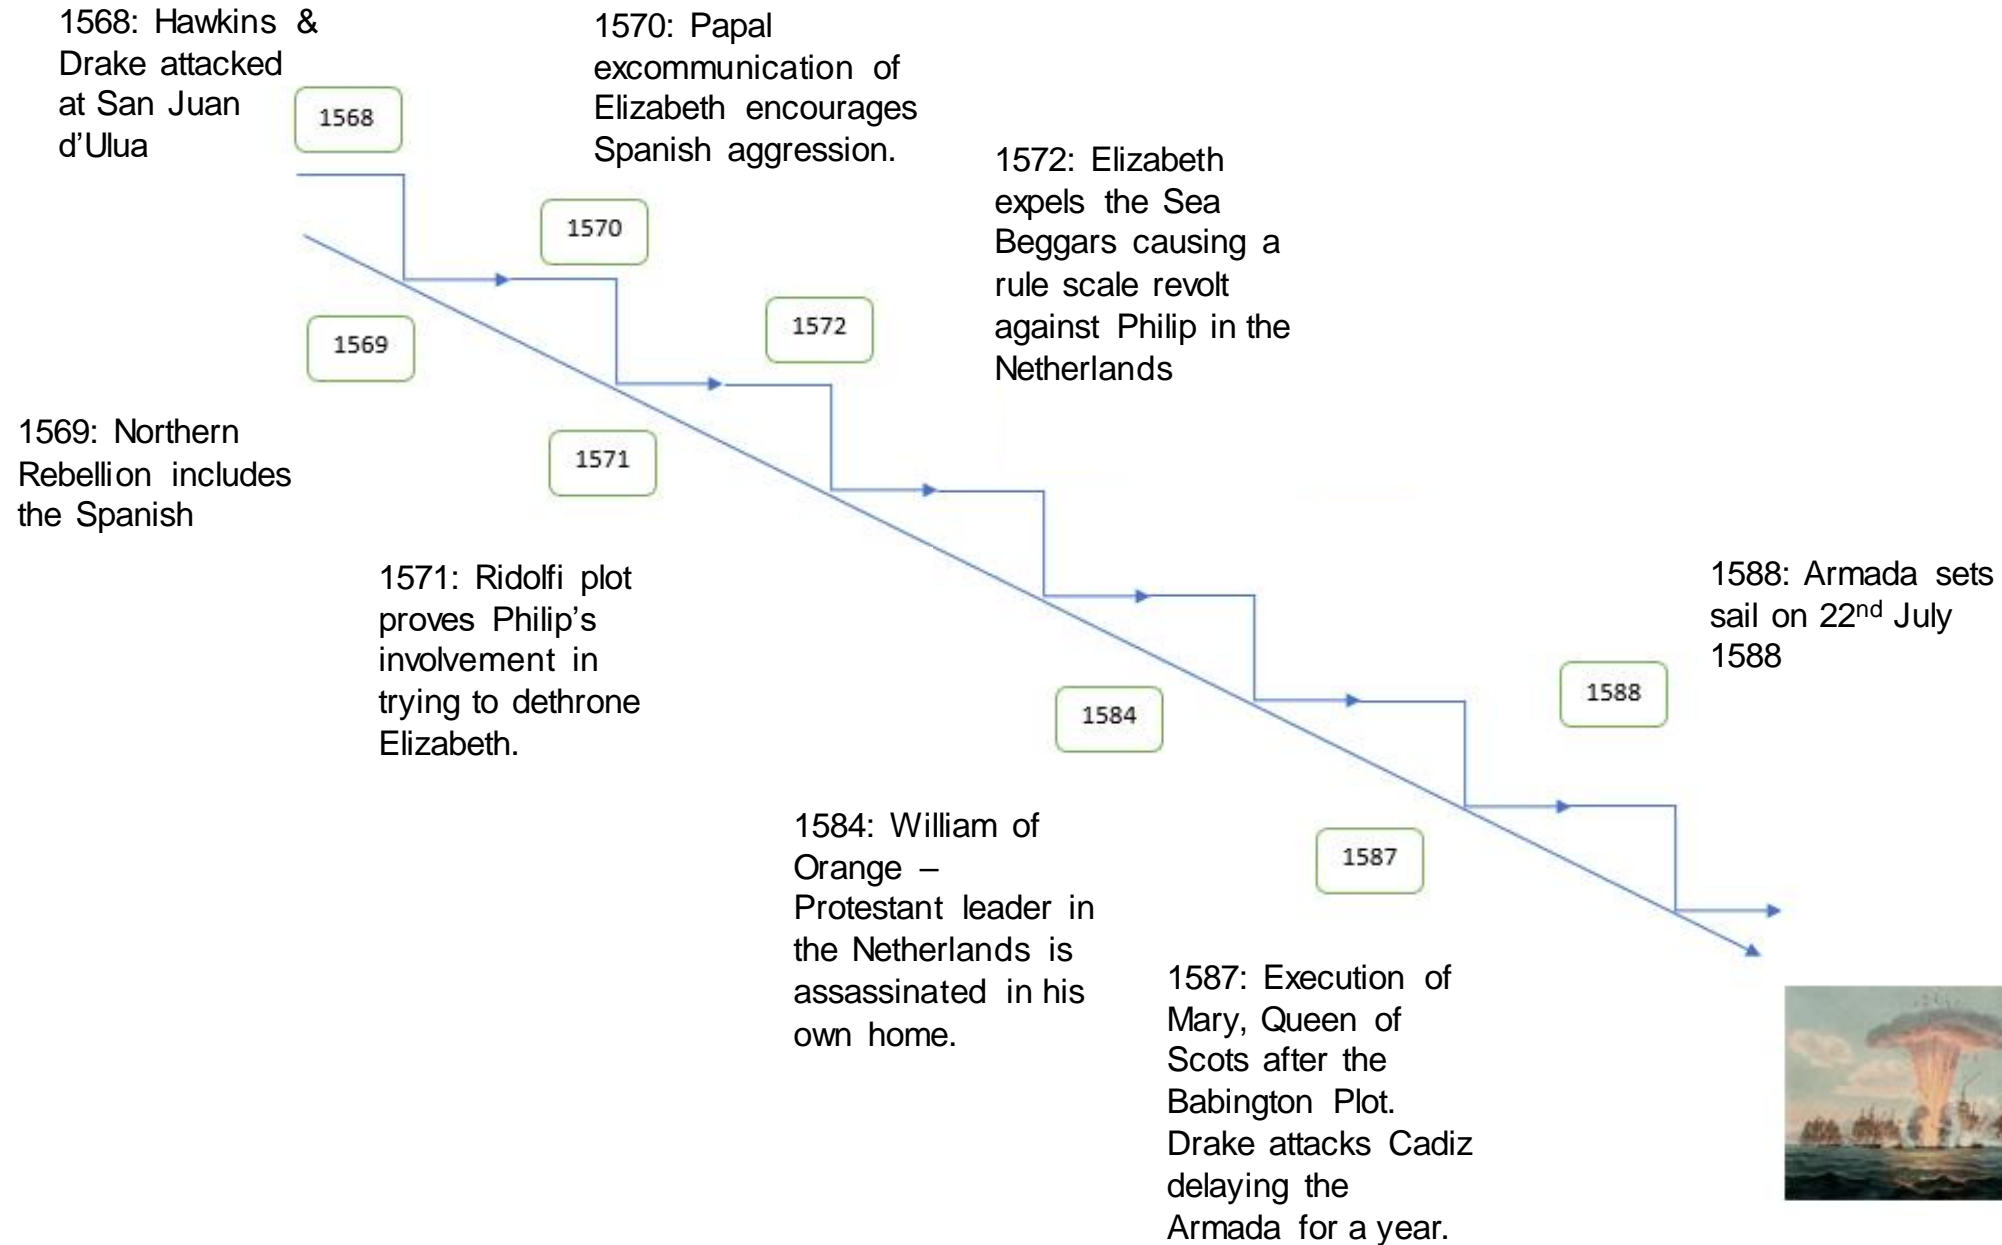 1568: Hawkins &
Drake attacked
at San Juan
d’Ulua
1568
1570: Papal
excommunication of
Elizabeth encourages
Spanish aggression.
1570
1572: Elizabeth
expels the Sea
Beggars causing a
rule scale revolt
against Philip in the
Netherlands
1572
1569
1569: Northern
Rebellion includes
the Spanish
1571
1571: Ridolfi plot
proves Philip’s
involvement in
trying to dethrone
Elizabeth.
1584
1584: William of
Orange –
Protestant leader in
the Netherlands is
assassinated in his
own home.
1588: Armada sets
sail on 22nd July
1588
1588
1587
1587: Execution of
Mary, Queen of
Scots after the
Babington Plot.
Drake attacks Cadiz
delaying the
Armada for a year.